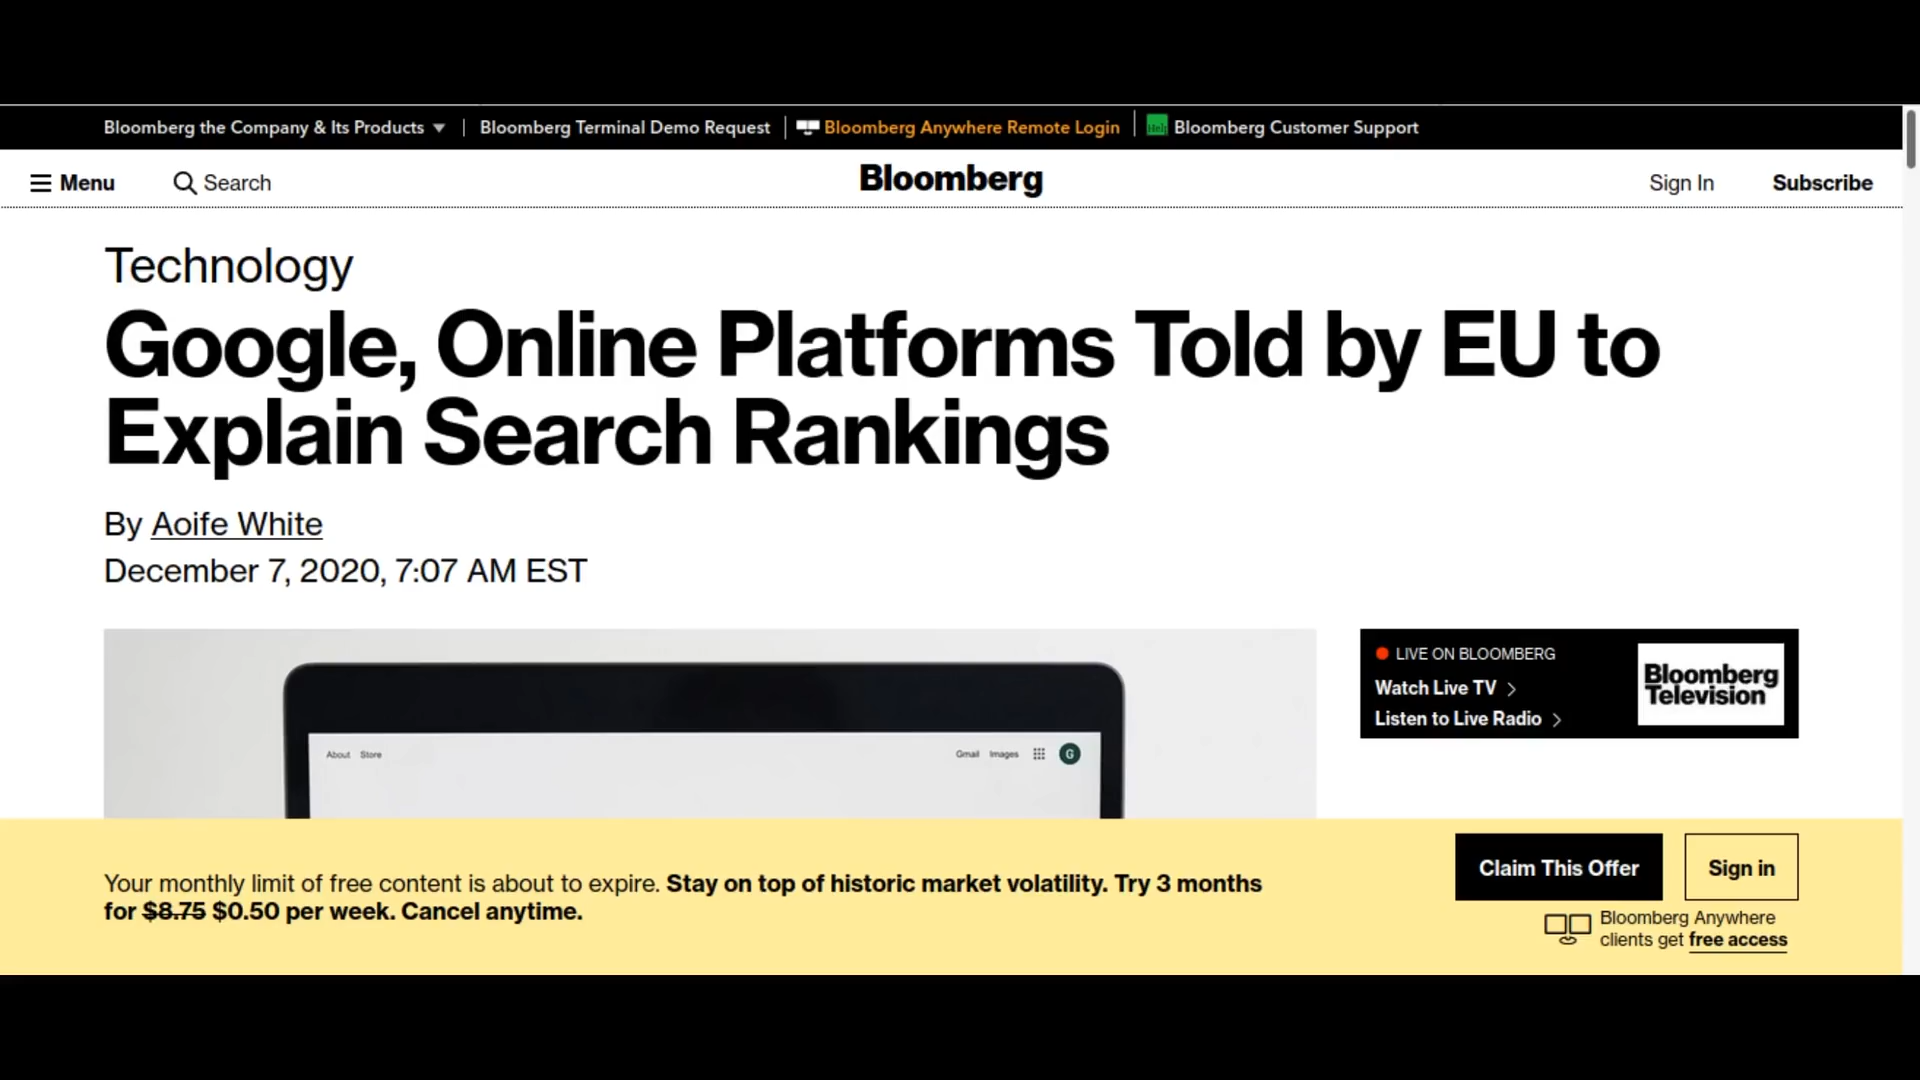 Bloomberg the Company & Its Products ▼ | Bloomberg Terminal Demo Request | Bloomberg Anywhere Remote Login | Help Bloomberg Customer Support
Menu Search Bloomberg Sign In Subscribe
Technology
Google, Online Platforms Told by EU to
Explain Search Rankings
By Aoife White
December 7, 2020, 7:07 AM EST
LIVE ON BLOOMBERG
Watch Live TV
Listen to Live Radio
Bloomberg
Television
About Store Gmail Images G
Your monthly limit of free content is about to expire. Stay on top of historic market volatility. Try 3 months
for $8.75 $0.50 per week. Cancel anytime.
Claim This Offer Sign in
Bloomberg Anywhere
clients get free access